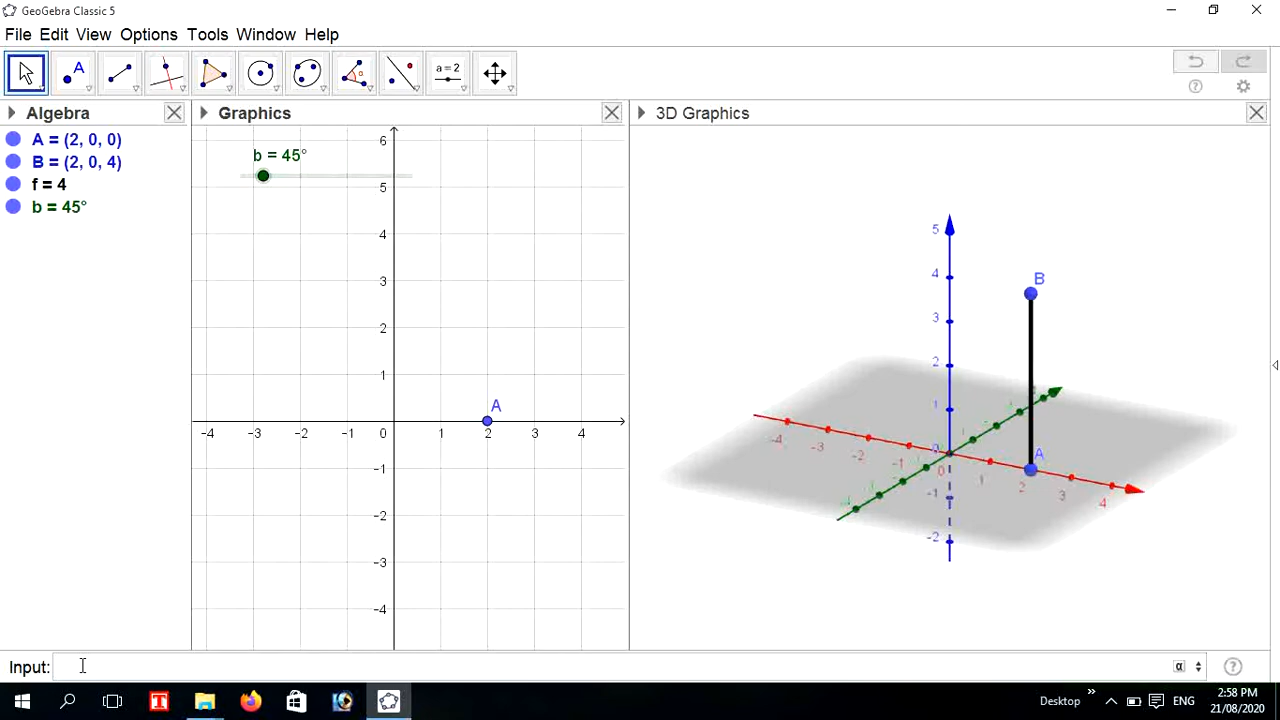 GeoGebra Classic 5
File Edit View Options Tools Window Help
A
a = 2
Algebra
Graphics
3D Graphics
A = (2, 0, 0)
B = (2, 0, 4)
f = 4
b = 45°
b = 45°
6
5
4
3
2
1
-4 -3 -2 -1 0 1 2 3 4
-1
-2
-3
-4
A
5
4
3
2
1
0
-1
-2
-4 -3 -2 -1 0 1 2 3 4
B
A
Input:
α
Desktop
ENG
2:58 PM
21/08/2020